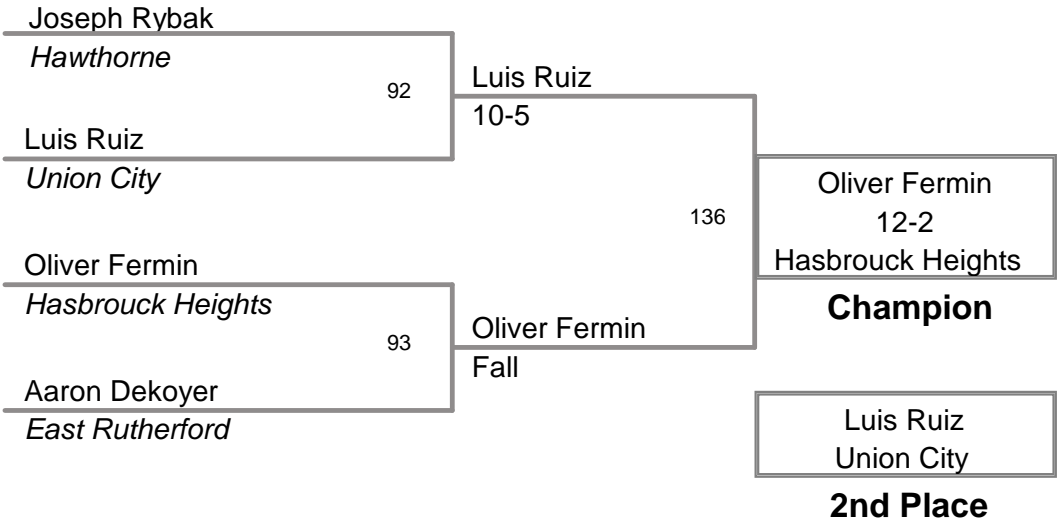 Joseph Rybak
Hawthorne
92
Luis Ruiz
Union City
Luis Ruiz
10-5
136
Oliver Fermin
Hasbrouck Heights
93
Aaron Dekoyer
East Rutherford
Oliver Fermin
Fall
Oliver Fermin
12-2
Hasbrouck Heights
Champion
Luis Ruiz
Union City
2nd Place